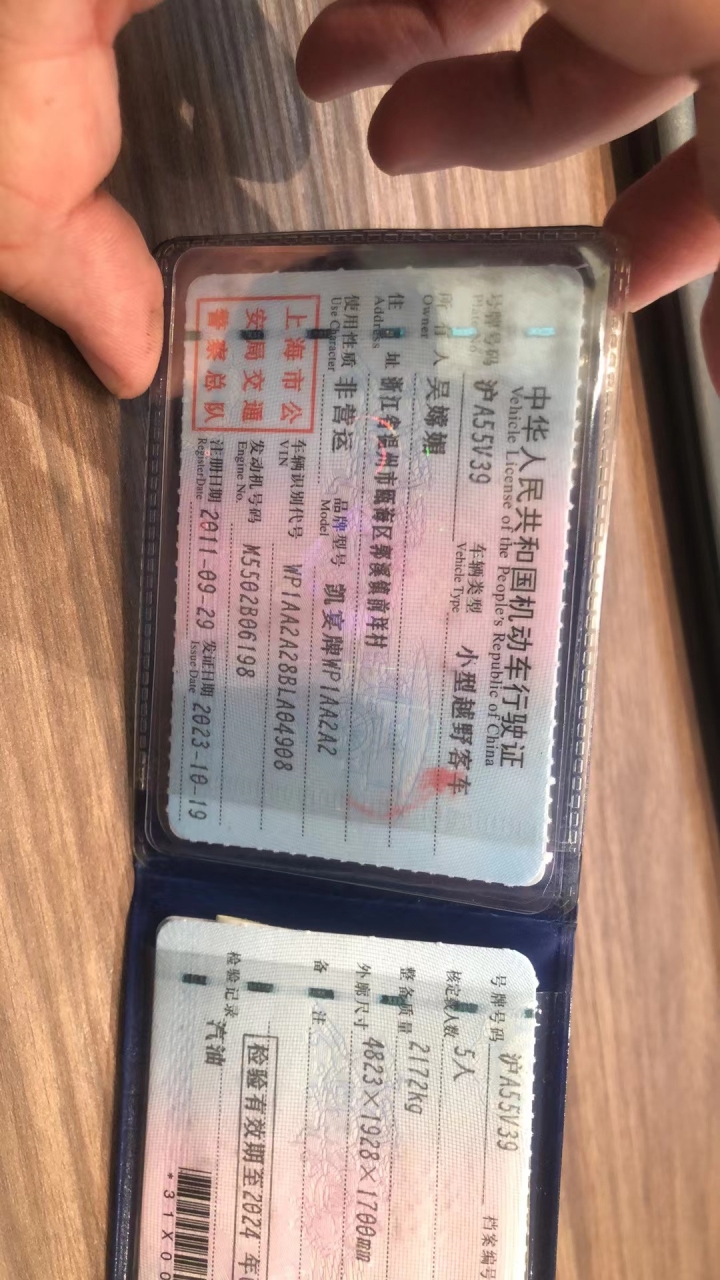 中华人民共和国机动车行驶证
Vehicle License of the People's Republic of China
号牌号码 沪A55V39 车辆类型 小型越野客车
Plate No. Vehicle Type
所有人 吴嫦娟
Owner
住址 浙江省温州市瓯海区郭溪镇前垟村
Address
使用性质 非营运 品牌型号 凯宴牌WP1AA2A2
Use Character Model
上海市公
安局交通
警察总队
车辆识别代号 WP1AA2A28BLA04908
VIN
发动机号码 M5502B06198
Engine No.
注册日期 2011-09-29 发证日期 2023-10-19
Register Date Issue Date
号牌号码 沪A55V39 档案编号
核定载人数 5人
整备质量 2172kg
外廓尺寸 4823×1928×1700mm
备注
检验有效期至2024年
检验记录 汽油
*31X00